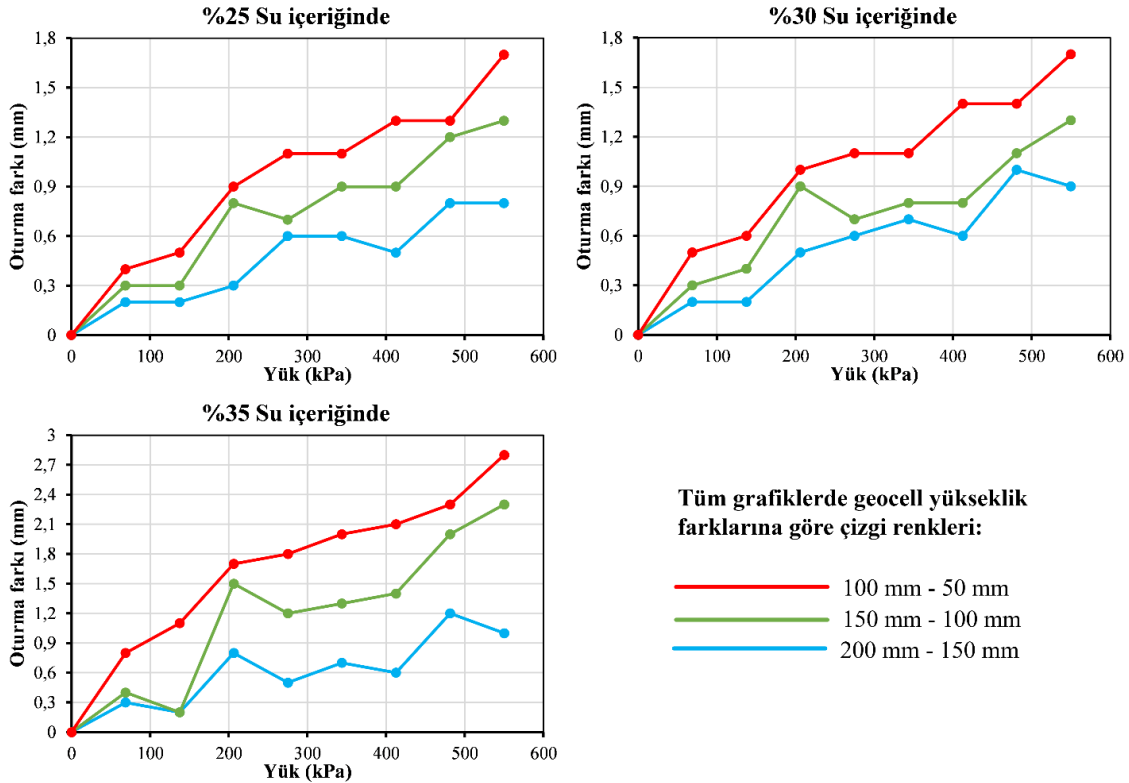 %25 Su içeriğinde
1,8
1,5
1,2
0,9
0,6
0,3
0
Oturma farkı (mm)
0 100 200 300 400 500 600
Yük (kPa)
%30 Su içeriğinde
1,8
1,5
1,2
0,9
0,6
0,3
0
Oturma farkı (mm)
0 100 200 300 400 500 600
Yük (kPa)
%35 Su içeriğinde
3
2,7
2,4
2,1
1,8
1,5
1,2
0,9
0,6
0,3
0
Oturma farkı (mm)
0 100 200 300 400 500 600
Yük (kPa)
Tüm grafiklerde geocell yükseklik
farklarına göre çizgi renkleri:
100 mm - 50 mm
150 mm - 100 mm
200 mm - 150 mm